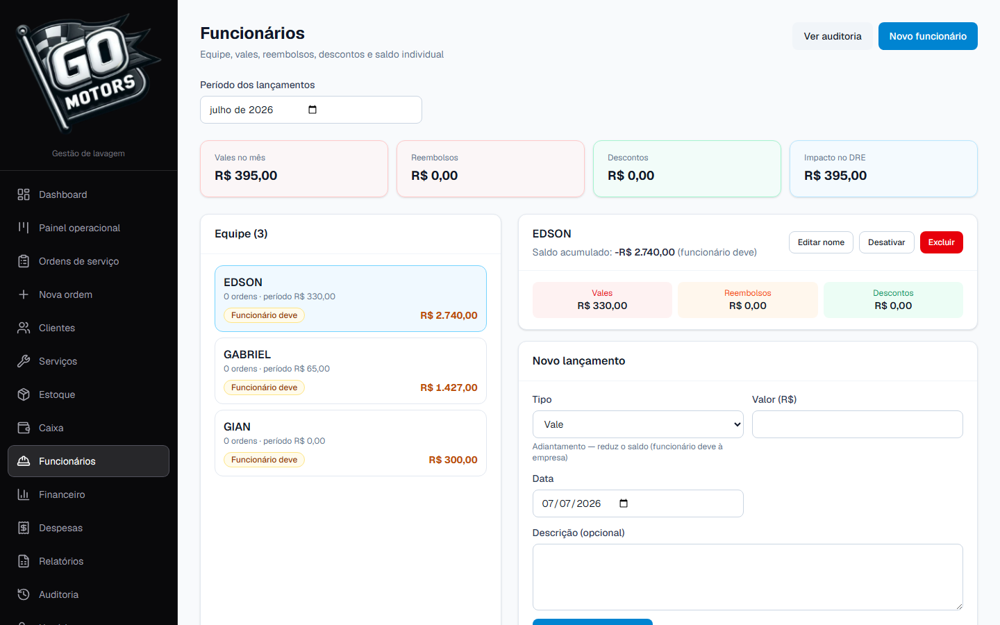 GO
MOTORS
Gestão de lavagem
Dashboard
Painel operacional
Ordens de serviço
Nova ordem
Clientes
Serviços
Estoque
Caixa
Funcionários
Financeiro
Despesas
Relatórios
Auditoria
Funcionários
Equipe, vales, reembolsos, descontos e saldo individual
Ver auditoria
Novo funcionário
Período dos lançamentos
julho de 2026
Vales no mês
R$ 395,00
Reembolsos
R$ 0,00
Descontos
R$ 0,00
Impacto no DRE
R$ 395,00
Equipe (3)
EDSON
0 ordens · período R$ 330,00
Funcionário deve
R$ 2.740,00
GABRIEL
0 ordens · período R$ 65,00
Funcionário deve
R$ 1.427,00
GIAN
0 ordens · período R$ 0,00
Funcionário deve
R$ 300,00
EDSON
Saldo acumulado: -R$ 2.740,00 (funcionário deve)
Editar nome
Desativar
Excluir
Vales
R$ 330,00
Reembolsos
R$ 0,00
Descontos
R$ 0,00
Novo lançamento
Tipo
Valor (R$)
Vale
Adiantamento — reduz o saldo (funcionário deve à
empresa)
Data
07/07/2026
Descrição (opcional)